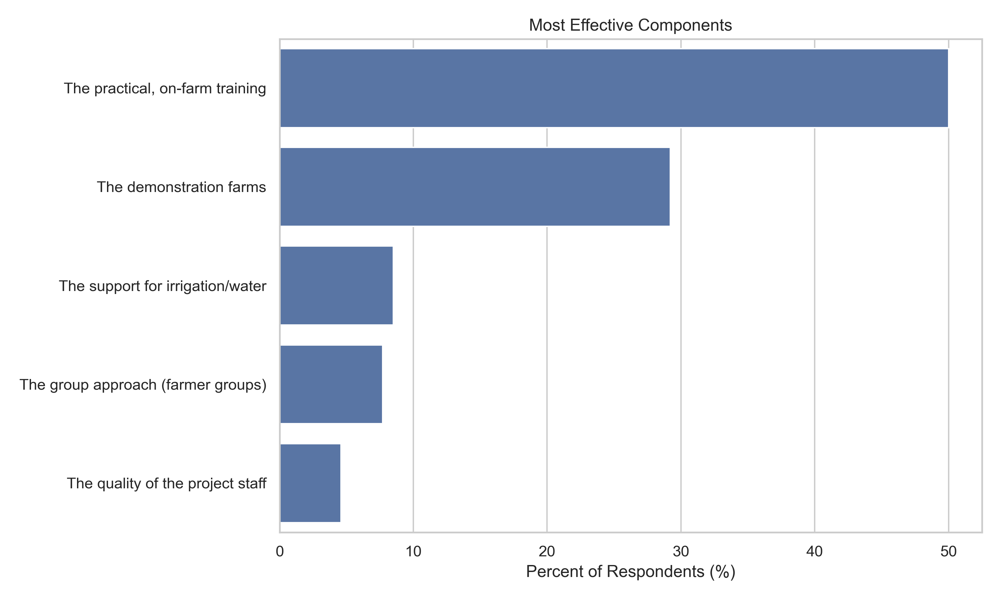 Most Effective Components
The practical, on-farm training
The demonstration farms
The support for irrigation/water
The group approach (farmer groups)
The quality of the project staff
0 10 20 30 40 50
Percent of Respondents (%)